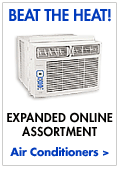 BEAT THE HEAT!
EXPANDED ONLINE
ASSORTMENT
Air Conditioners >